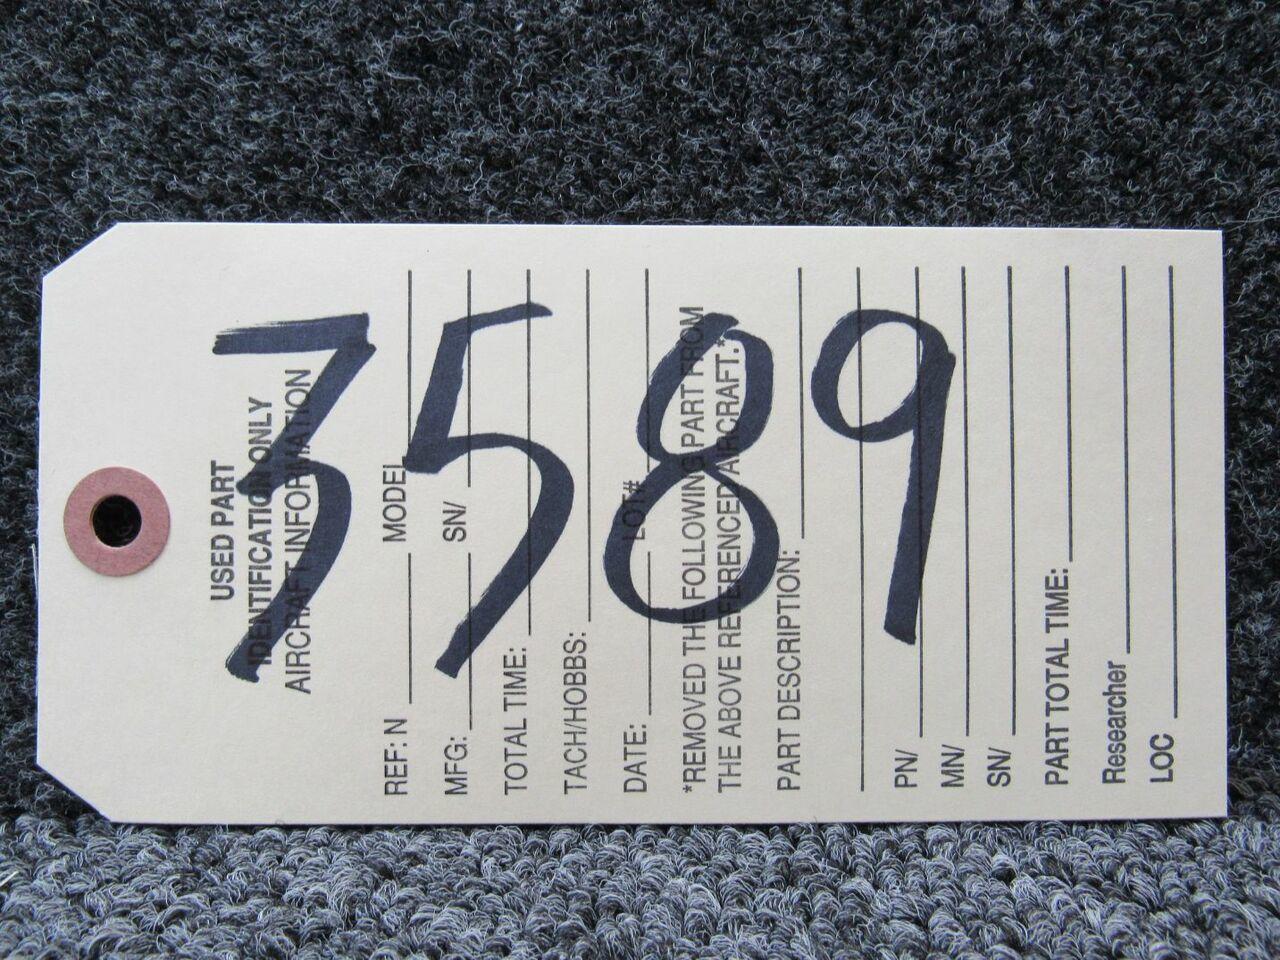 3589
USED PART
IDENTIFICATION ONLY
AIRCRAFT INFORMATION
REF: N MODEL
MFG: SN/
TOTAL TIME:
TACH/HOBBS:
DATE: LOT#
*REMOVED THE FOLLOWING PART FROM
THE ABOVE REFERENCED AIRCRAFT.*
PART DESCRIPTION:
PN/
MN/
SN/
PART TOTAL TIME:
Researcher
LOC